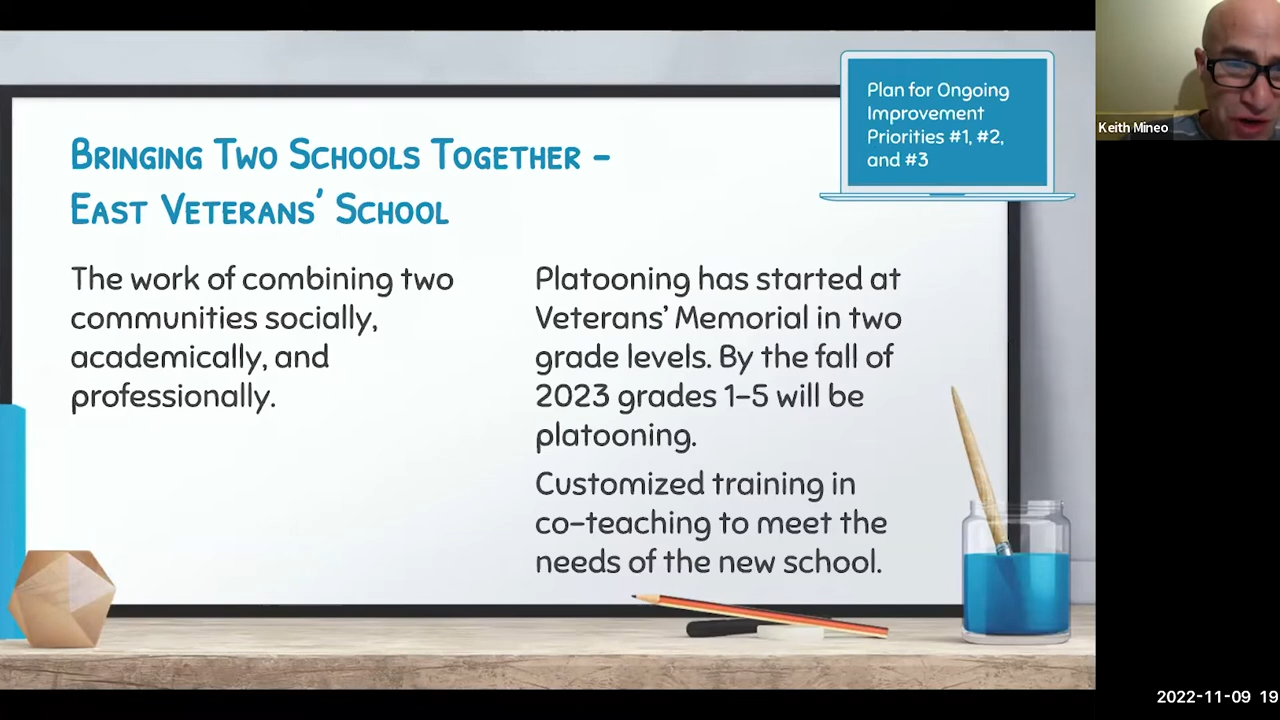 Plan for Ongoing
Improvement
Priorities #1, #2,
and #3
Keith Mineo
Bringing Two Schools Together –
East Veterans’ School
The work of combining two
communities socially,
academically, and
professionally.
Platooning has started at
Veterans’ Memorial in two
grade levels. By the fall of
2023 grades 1–5 will be
platooning.
Customized training in
co-teaching to meet the
needs of the new school.
2022-11-09 19